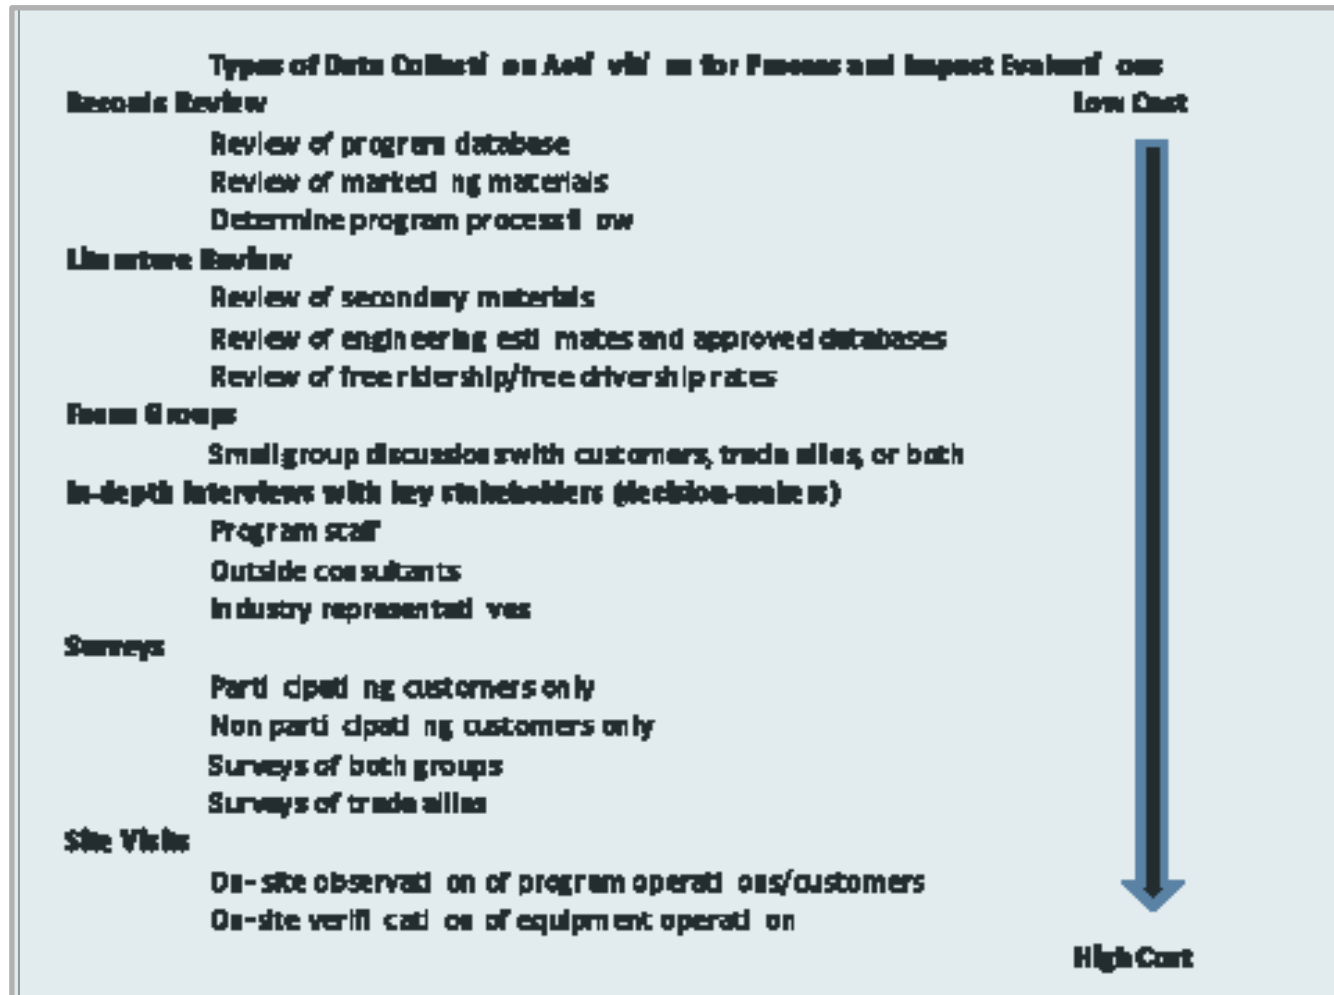 Types of Data Collection Activities for Process and Impact Evaluations
Records Review
Low Cost
Review of program database
Review of marketing materials
Determine program process flow
Literature Review
Review of secondary materials
Review of engineering estimates and approved databases
Review of free ridership/free drivership rates
Focus Groups
Small group discussions with customers, trade allies, or both
In-depth Interviews with key stakeholders (decision-makers)
Program staff
Outside consultants
Industry representatives
Surveys
Participating customers only
Non participating customers only
Surveys of both groups
Surveys of trade allies
Site Visits
On-site observation of program operations/customers
On-site verification of equipment operation
High Cost